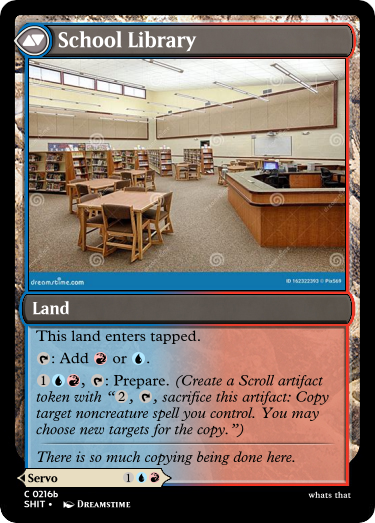 School Library
dreamstime.com
ID 162322393 © Pix569
Land
This land enters tapped.
: Add or .
1 , : Prepare. (Create a Scroll artifact
token with “2, , sacrifice this artifact: Copy
target noncreature spell you control. You may
choose new targets for the copy.”)
There is so much copying being done here.
Servo 1
C 0216b
SHIT • Dreamstime
whats that